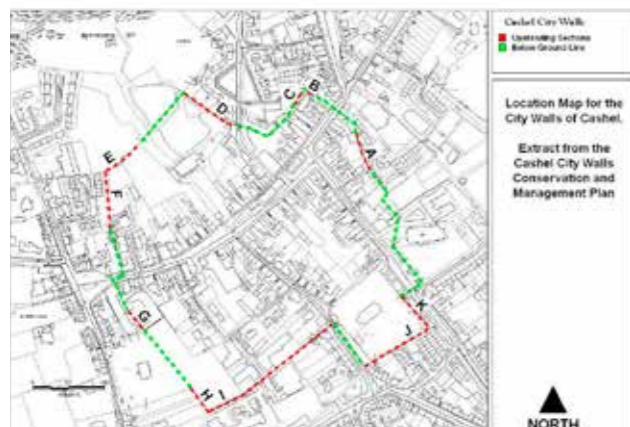 Cashel City Walls
Upstanding Sections
Below Ground Line
Location Map for the
City Walls of Cashel.
Extract from the
Cashel City Walls
Conservation and
Management Plan
B
C
D
A
E
F
K
G
J
H
I
NORTH